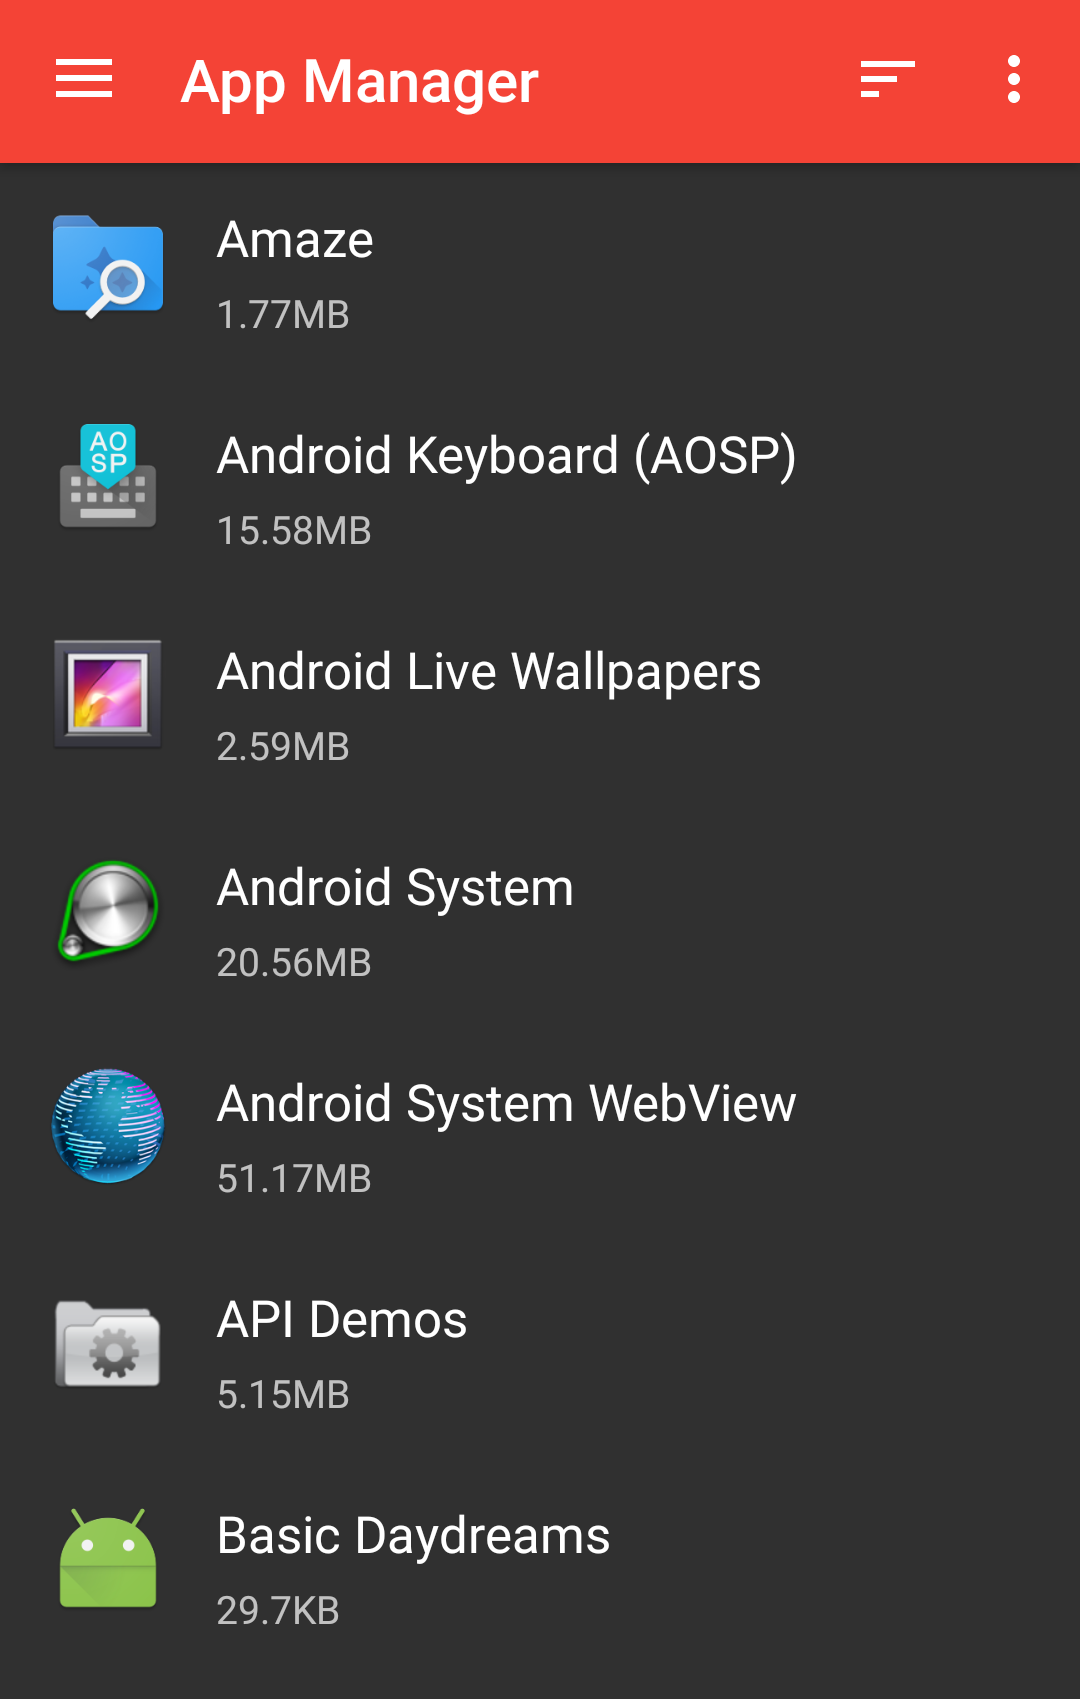 App Manager
Amaze
1.77MB
AO
SP
Android Keyboard (AOSP)
15.58MB
Android Live Wallpapers
2.59MB
Android System
20.56MB
Android System WebView
51.17MB
API Demos
5.15MB
Basic Daydreams
29.7KB